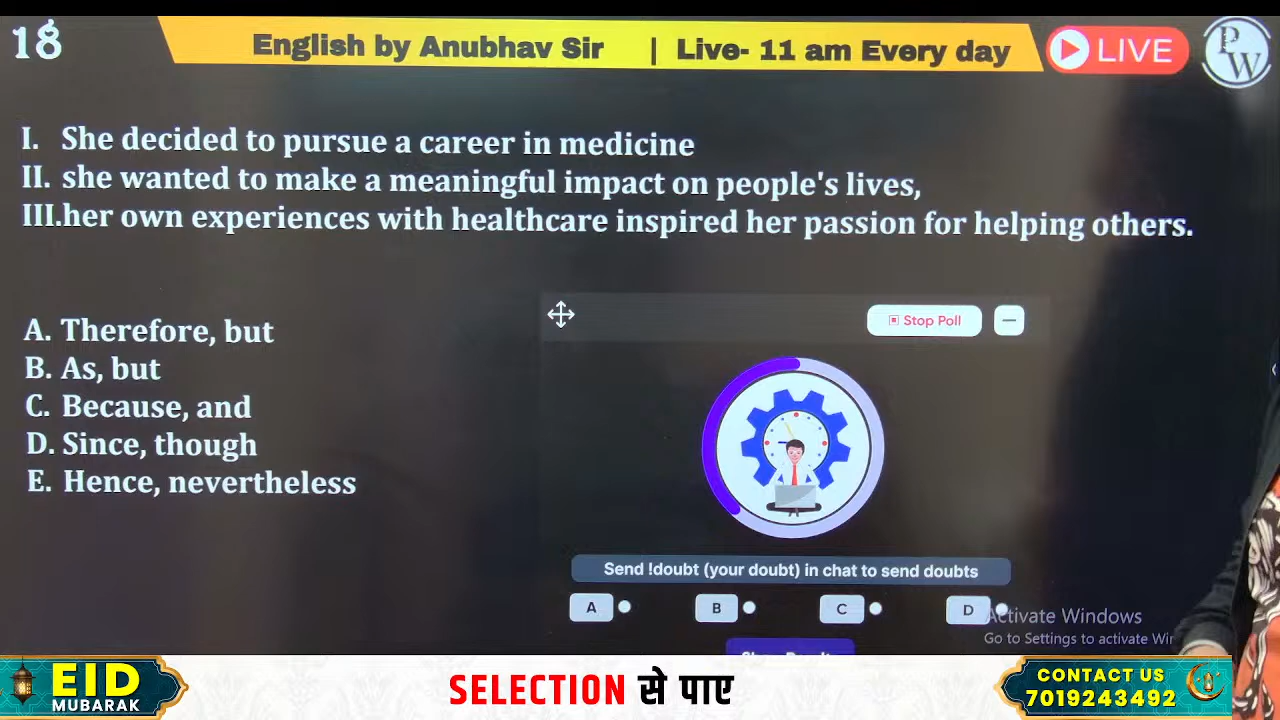 18
English by Anubhav Sir | Live- 11 am Every day
LIVE
PW
I. She decided to pursue a career in medicine
II. she wanted to make a meaningful impact on people's lives,
III.her own experiences with healthcare inspired her passion for helping others.
A. Therefore, but
B. As, but
C. Because, and
D. Since, though
E. Hence, nevertheless
Stop Poll
Send !doubt (your doubt) in chat to send doubts
A B C D
Activate Windows
Go to Settings to activate
EID
MUBARAK
SELECTION से पाए
CONTACT US
7019243492